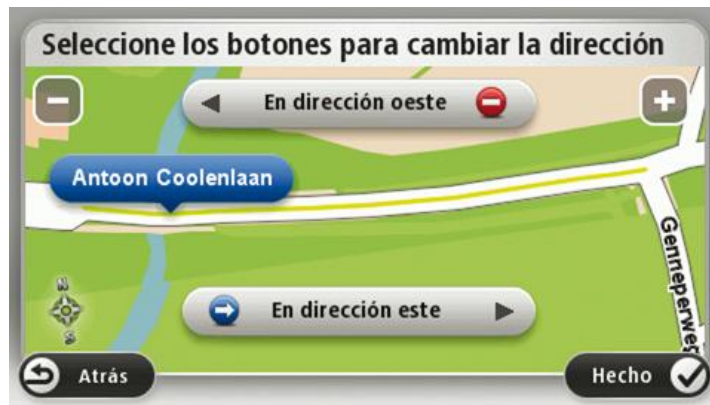 Seleccione los botones para cambiar la dirección
En dirección oeste
Antoon Coolenlaan
Genneperweg
N
S
En dirección este
Atrás
Hecho